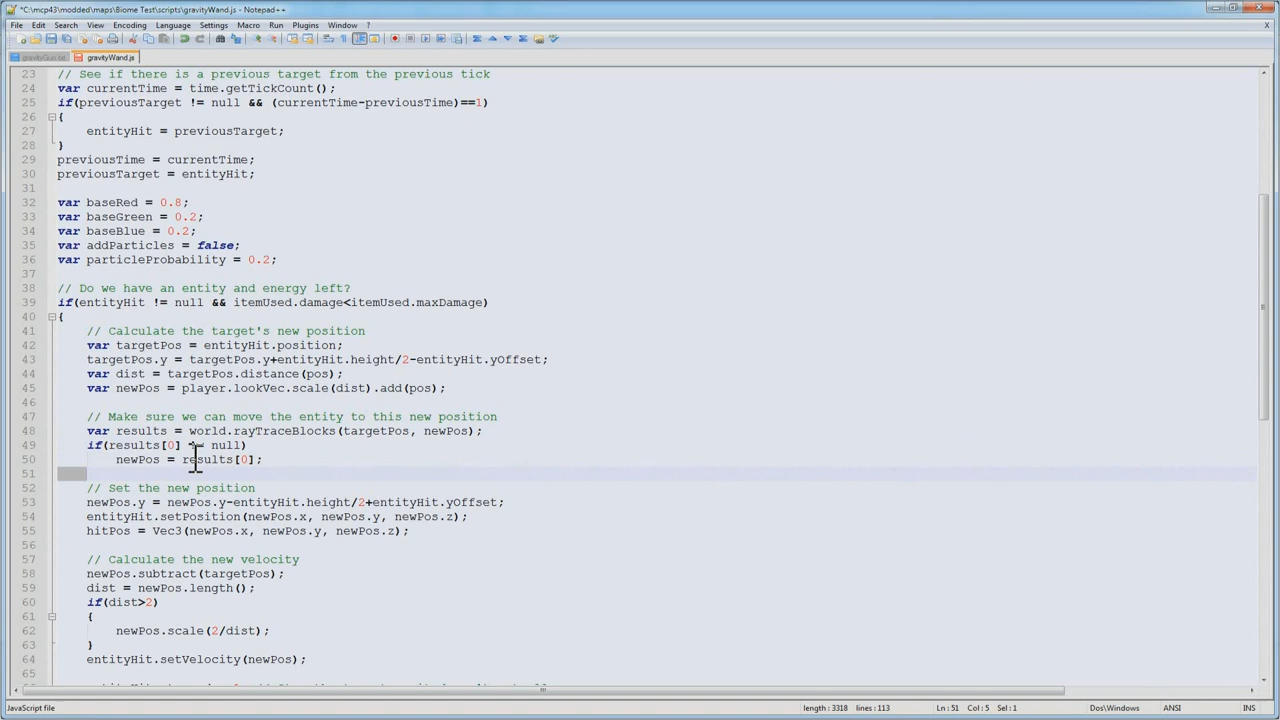 *C:\mcp43\modded\maps\Biome Test\scripts\gravityWand.js - Notepad++
File Edit Search View Encoding Language Settings Macro Run Plugins Window ? X
gravityGun.txt gravityWand.js
23 // See if there is a previous target from the previous tick
24 var currentTime = time.getTickCount();
25 if(previousTarget != null && (currentTime-previousTime)==1)
26 {
27 entityHit = previousTarget;
28 }
29 previousTime = currentTime;
30 previousTarget = entityHit;
31
32 var baseRed = 0.8;
33 var baseGreen = 0.2;
34 var baseBlue = 0.2;
35 var addParticles = false;
36 var particleProbability = 0.2;
37
38 // Do we have an entity and energy left?
39 if(entityHit != null && itemUsed.damage<itemUsed.maxDamage)
40 {
41 // Calculate the target's new position
42 var targetPos = entityHit.position;
43 targetPos.y = targetPos.y+entityHit.height/2-entityHit.yOffset;
44 var dist = targetPos.distance(pos);
45 var newPos = player.lookVec.scale(dist).add(pos);
46
47 // Make sure we can move the entity to this new position
48 var results = world.rayTraceBlocks(targetPos, newPos);
49 if(results[0] null)
50 newPos = results[0];
51
52 // Set the new position
53 newPos.y = newPos.y-entityHit.height/2+entityHit.yOffset;
54 entityHit.setPosition(newPos.x, newPos.y, newPos.z);
55 hitPos = Vec3(newPos.x, newPos.y, newPos.z);
56
57 // Calculate the new velocity
58 newPos.subtract(targetPos);
59 dist = newPos.length();
60 if(dist>2)
61 {
62 newPos.scale(2/dist);
63 }
64 entityHit.setVelocity(newPos);
65
JavaScript file length : 3318 lines : 113 Ln : 51 Col : 5 Sel : 1 Dos\Windows ANSI INS